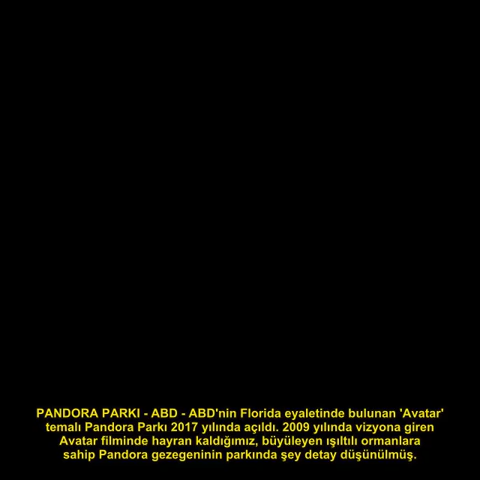 PANDORA PARKI - ABD - ABD'nin Florida eyaletinde bulunan 'Avatar'
temalı Pandora Parkı 2017 yılında açıldı. 2009 yılında vizyona giren
Avatar filminde hayran kaldığımız, büyüleyen ışıltılı ormanlara
sahip Pandora gezegeninin parkında şey detay düşünülmüş.